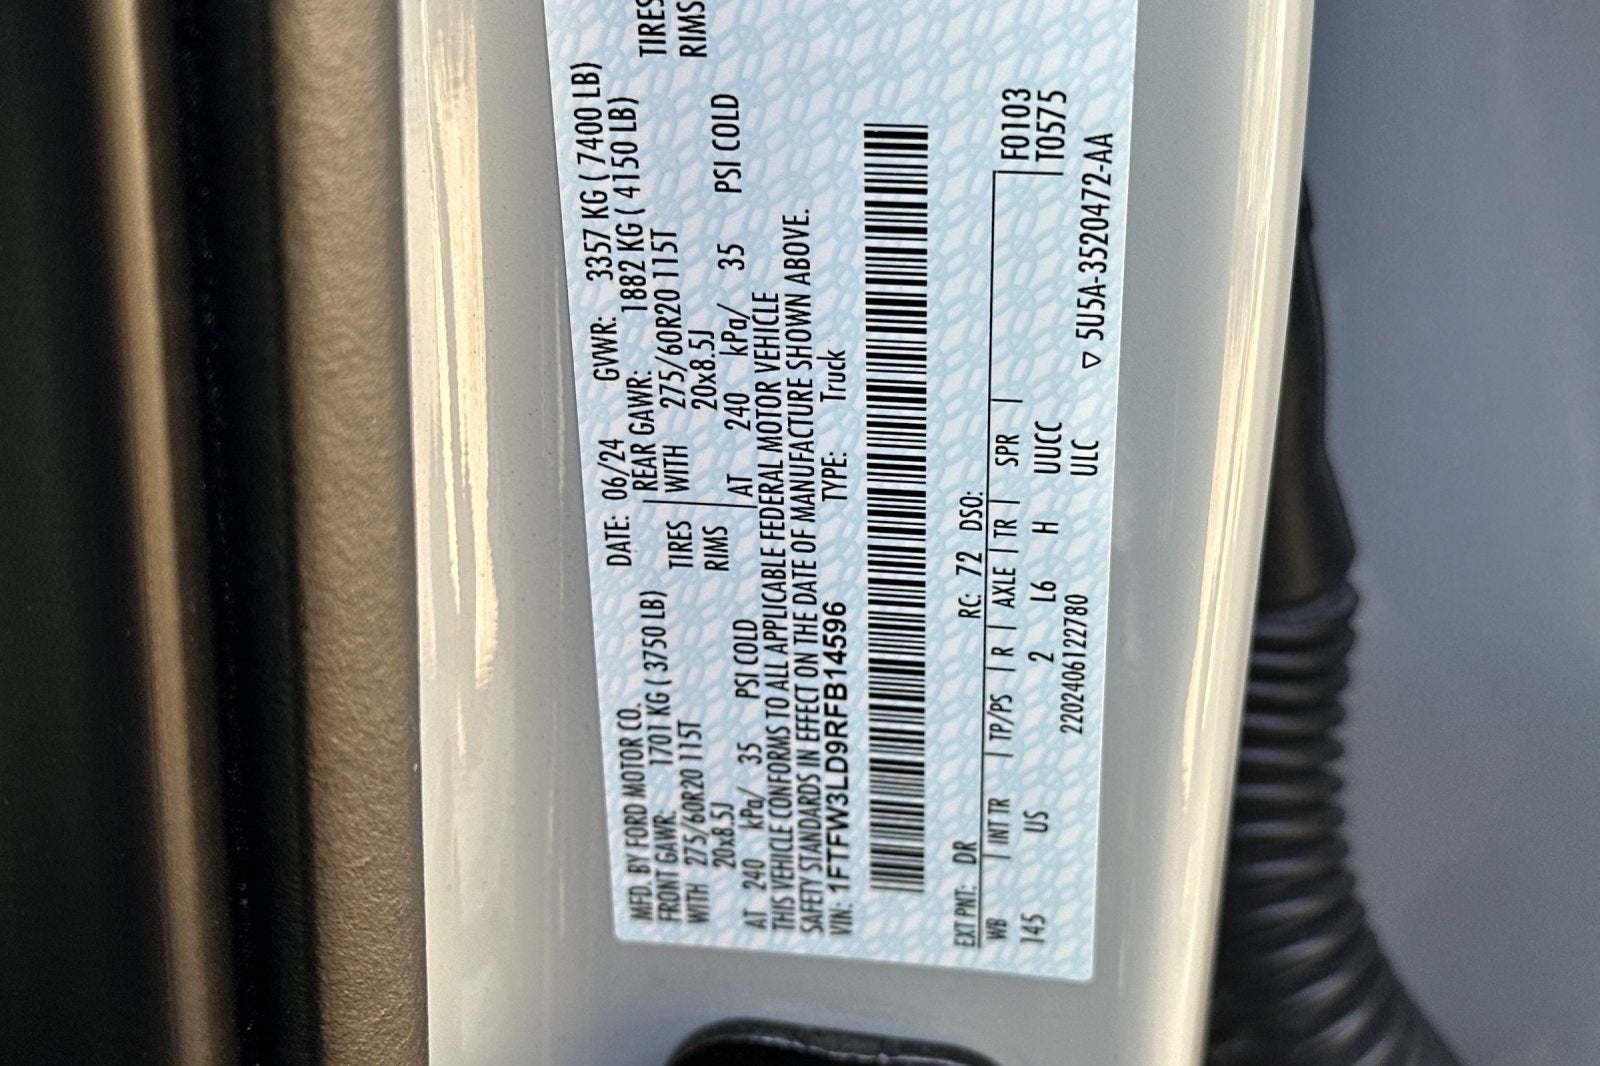 MFD. BY FORD MOTOR CO.
DATE: 06/24 GVWR: 3357 KG ( 7400 LB)
FRONT GAWR: 1701 KG ( 3750 LB) REAR GAWR: 1882 KG ( 4150 LB)
WITH 275/60R20 115T TIRES WITH 275/60R20 115T TIRES
20x8.5J RIMS 20x8.5J RIMS
AT 240 kPa/ 35 PSI COLD AT 240 kPa/ 35 PSI COLD
THIS VEHICLE CONFORMS TO ALL APPLICABLE FEDERAL MOTOR VEHICLE
SAFETY STANDARDS IN EFFECT ON THE DATE OF MANUFACTURE SHOWN ABOVE.
VIN: 1FTFW3LD9RFB14596 TYPE: Truck
EXT PNT: DR RC: 72 DSO:
WB | INT TR | TP/PS | R | AXLE | TR | SPR | F0103
145 US 2 L6 H UUCC T0575
2202406122780 ULC ▽ 5U5A-3520472-AA